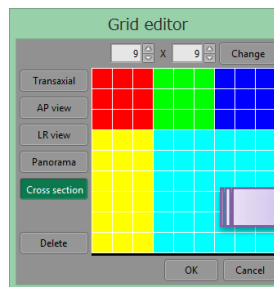 Grid editor
9 X 9 Change
Transaxial
AP view
LR view
Panorama
Cross section
Delete
OK Cancel